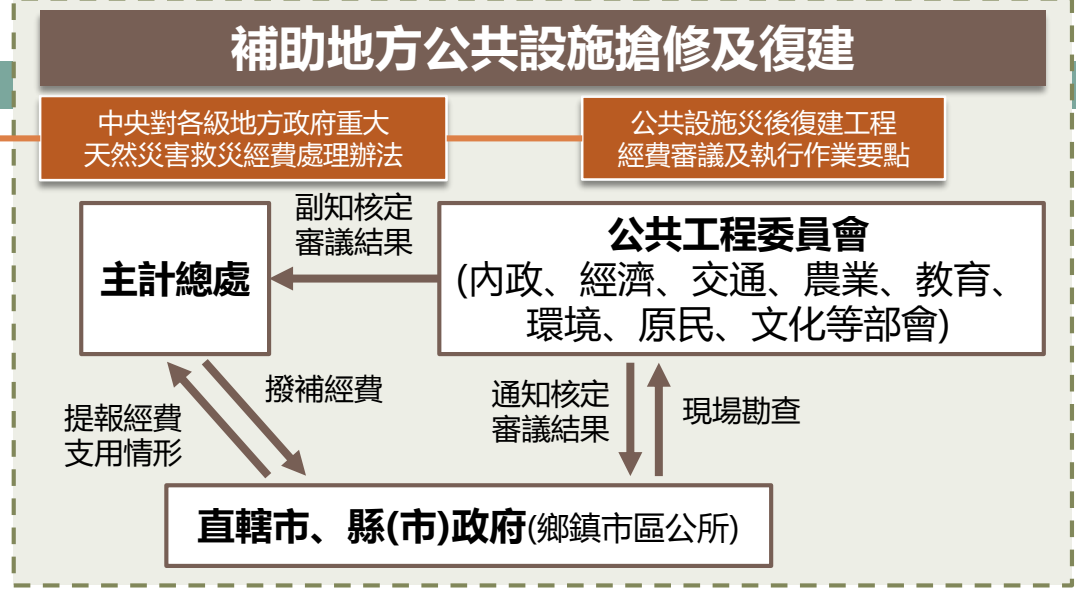 補助地方公共設施搶修及復建
中央對各級地方政府重大
天然災害救災經費處理辦法
公共設施災後復建工程
經費審議及執行作業要點
副知核定
審議結果
主計總處
公共工程委員會
(內政、經濟、交通、農業、教育、
環境、原民、文化等部會)
提報經費
支用情形
撥補經費
通知核定
審議結果
現場勘查
直轄市、縣(市)政府(鄉鎮市區公所)